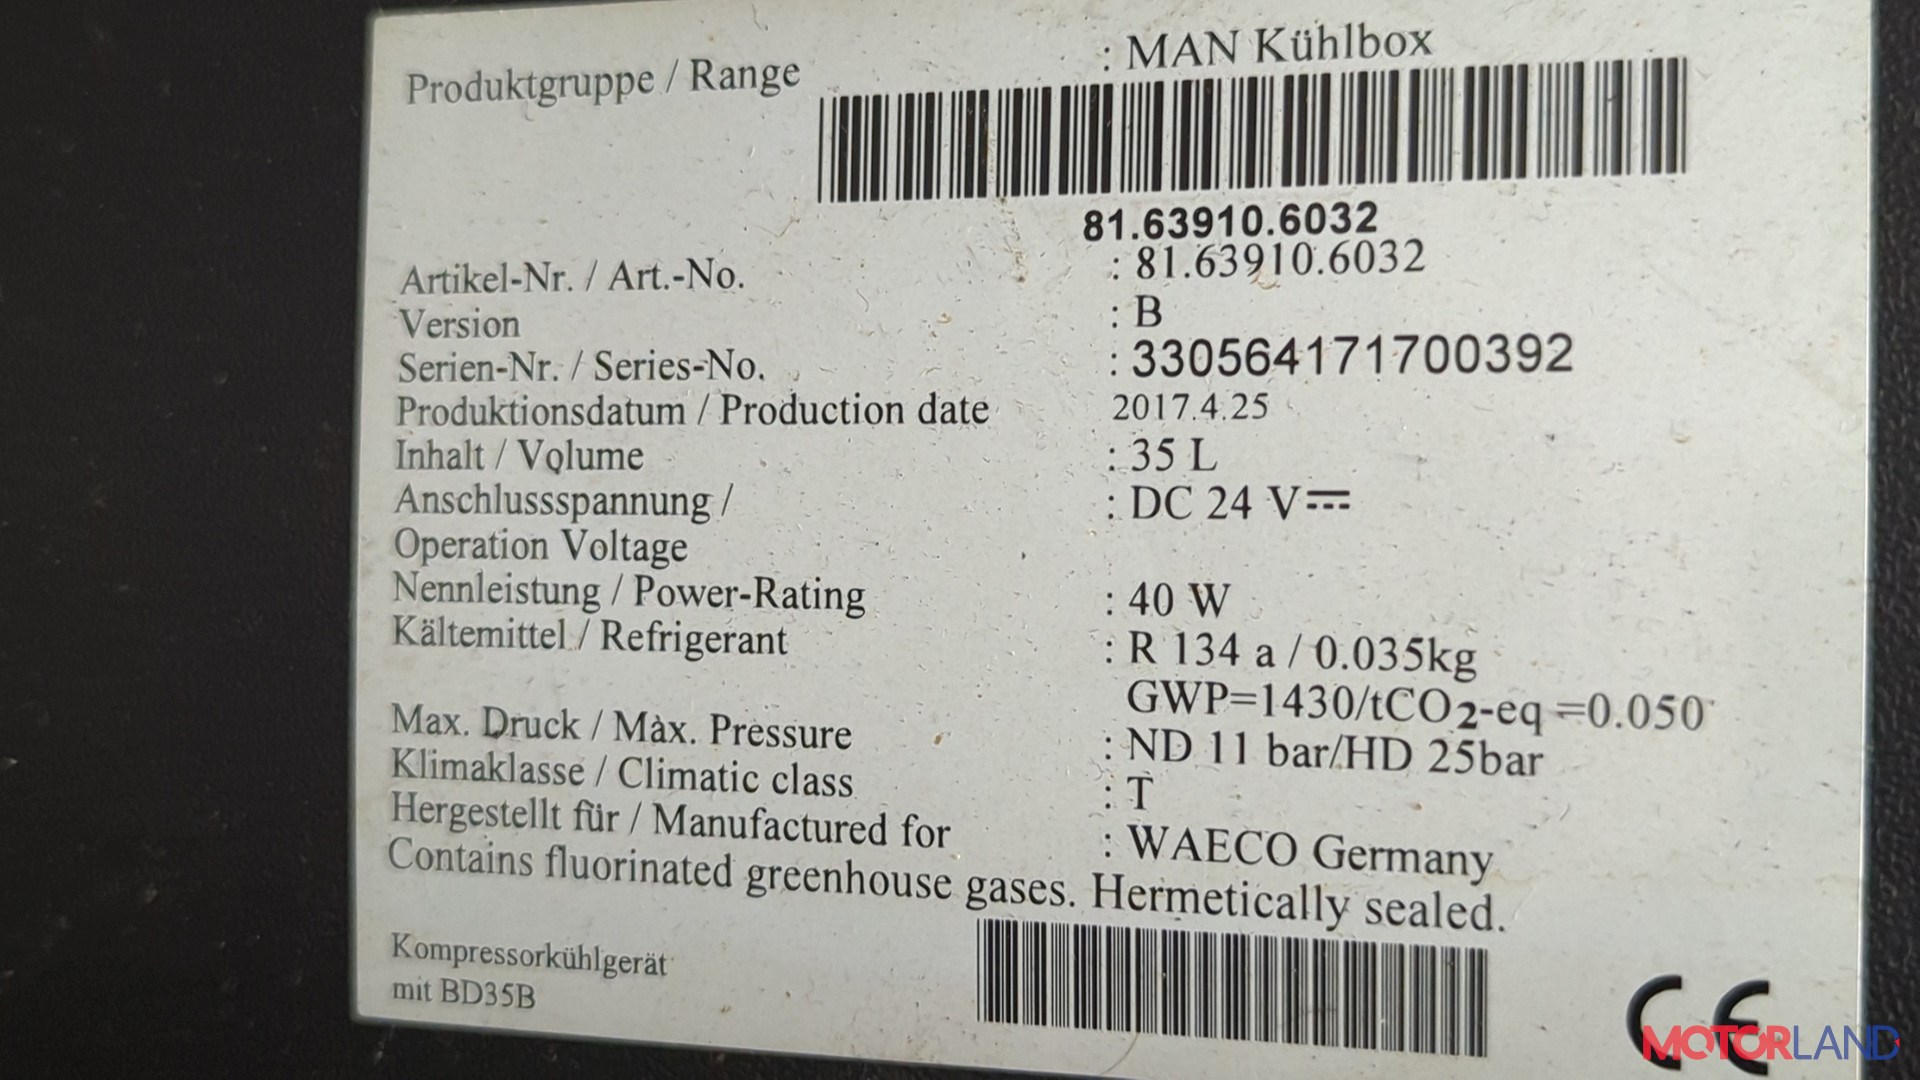 Produktgruppe / Range : MAN Kühlbox
81.63910.6032
Artikel-Nr. / Art.-No. : 81.63910.6032
Version : B
Serien-Nr. / Series-No. : 330564171700392
Produktionsdatum / Production date 2017.4.25
Inhalt / Volume : 35 L
Anschlussspannung / : DC 24 V⎓
Operation Voltage
Nennleistung / Power-Rating : 40 W
Kältemittel / Refrigerant : R 134 a / 0.035kg
GWP=1430/tCO2-eq =0.050
Max. Druck / Max. Pressure : ND 11 bar/HD 25bar
Klimaklasse / Climatic class : T
Hergestellt für / Manufactured for : WAECO Germany
Contains fluorinated greenhouse gases. Hermetically sealed.
Kompressorkühlgerät
mit BD35B
CE
MOTORLAND